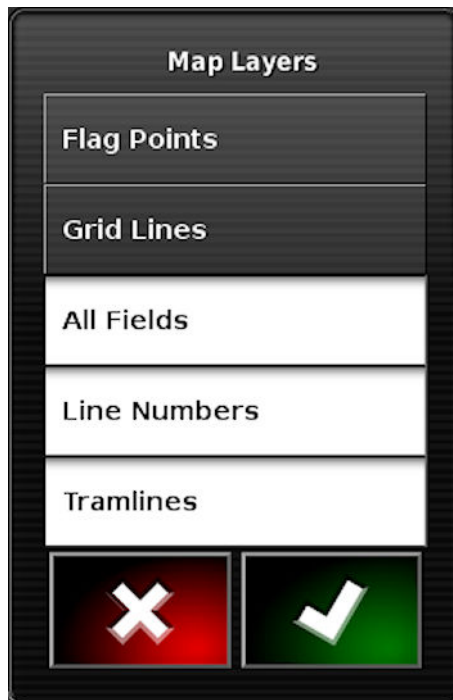 Map Layers
Flag Points
Grid Lines
All Fields
Line Numbers
Tramlines